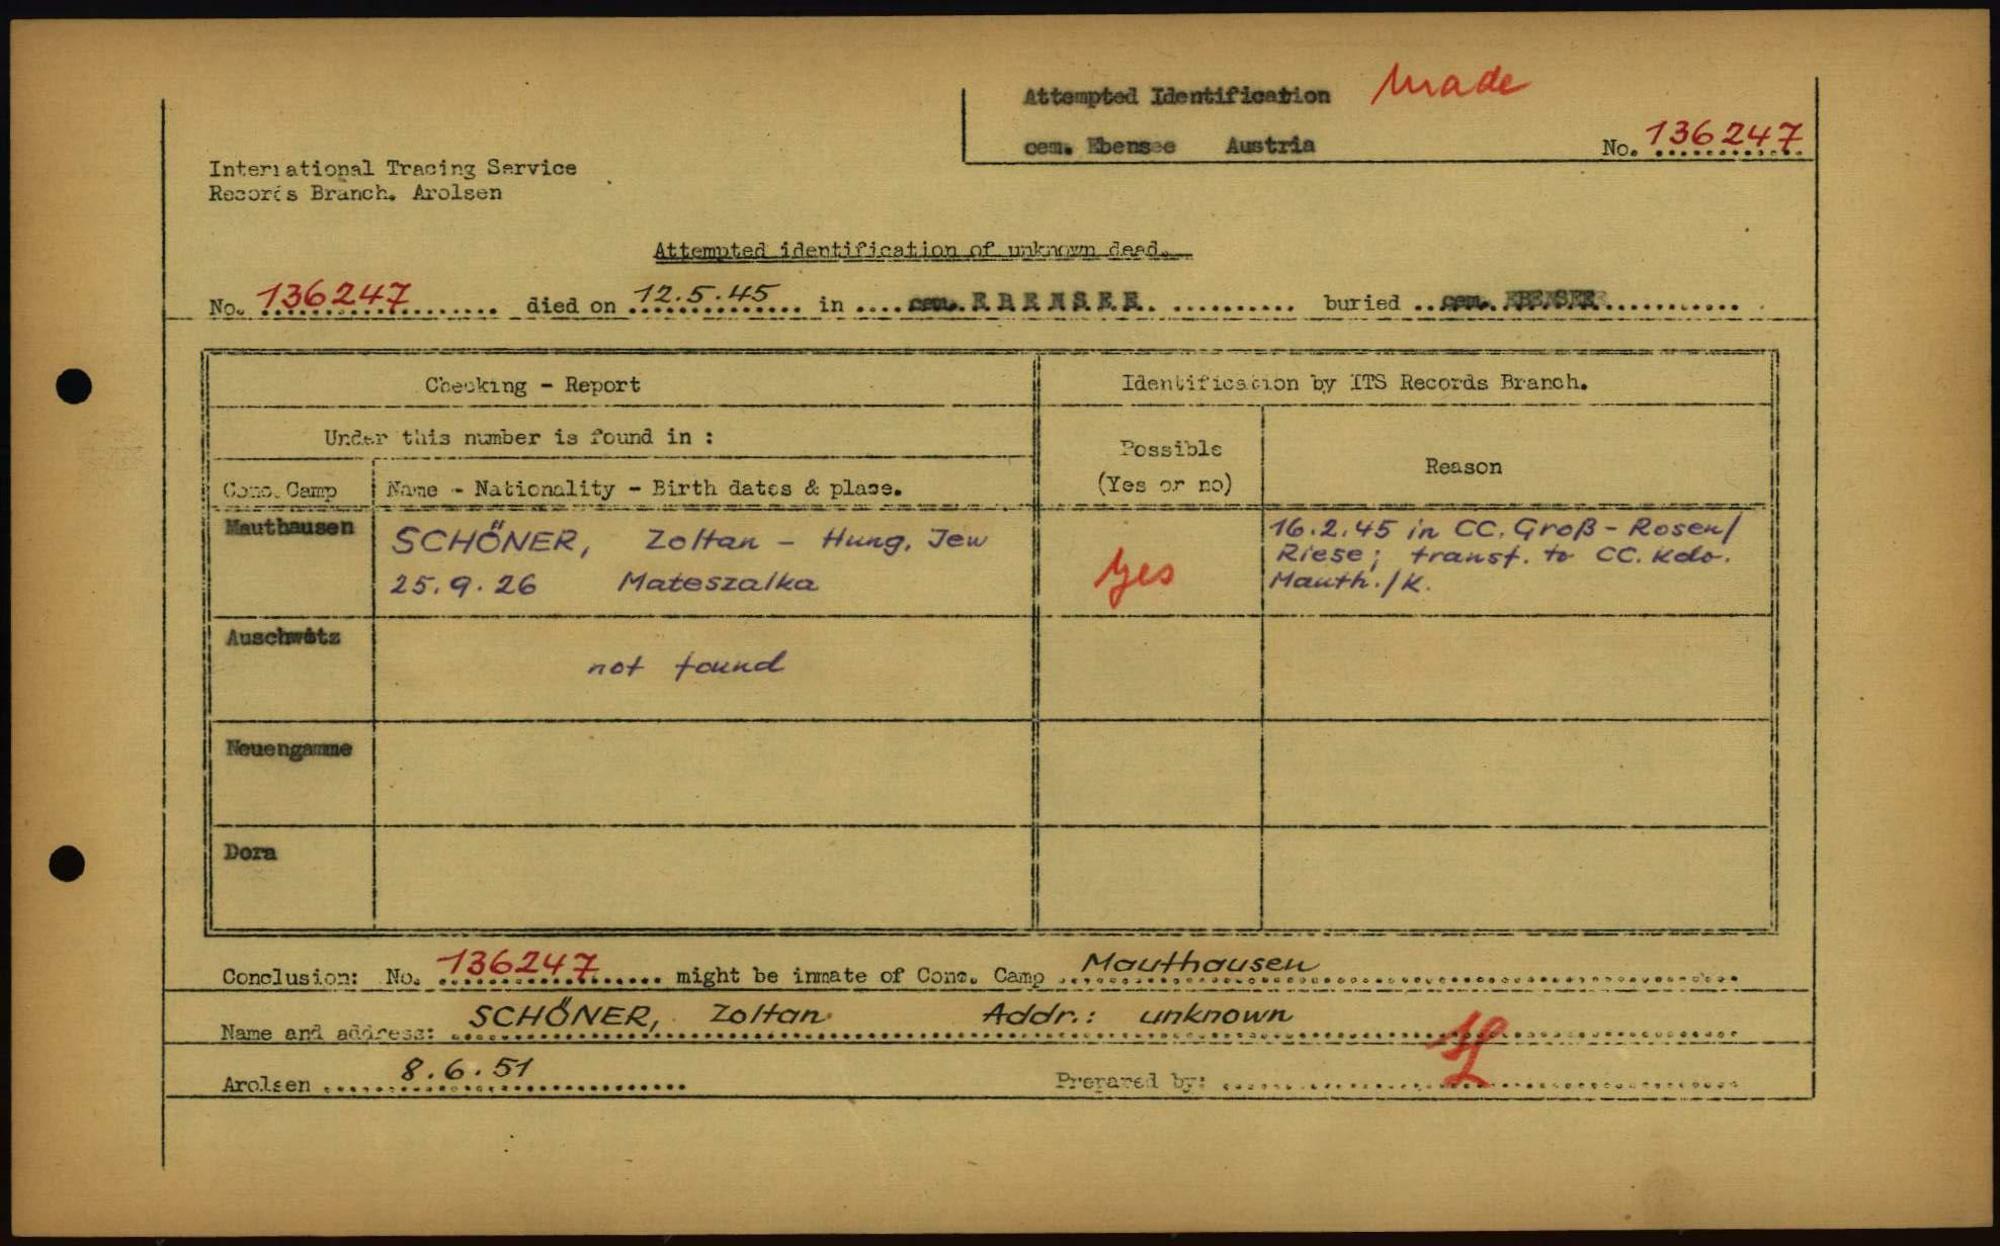 Attempted Identification made
cem. Ebensee Austria No. 136247
International Tracing Service
Records Branch. Arolsen
Attempted identification of unknown dead.
No. 136247 died on 12.5.45 in cem. EBENSEE. buried cem. EBENSEE
Checking - Report Identification by ITS Records Branch.
Under this number is found in :
Possible
(Yes or no)
Reason
Conc. Camp Name - Nationality - Birth dates & place.
Mauthausen
SCHÖNER, Zoltan - Hung. Jew
25.9.26 Mateszalka
yes
16.2.45 in CC. Groß-Rosen/
Riese; transf. to CC. Kdo.
Mauth./K.
Auschwitz
not found
Neuengamme
Dora
Conclusion: No. 136247 might be inmate of Conc. Camp Mauthausen
Name and address: SCHÖNER, Zoltan Addr.: unknown
Arolsen 8.6.51 Prepared by: